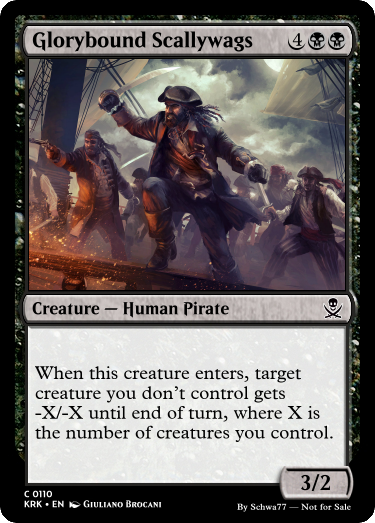 Glorybound Scallywags 4
Creature — Human Pirate
When this creature enters, target
creature you don't control gets
-X/-X until end of turn, where X is
the number of creatures you control.
3/2
C 0110
KRK • EN Giuliano Brocani
By Schwa77 — Not for Sale